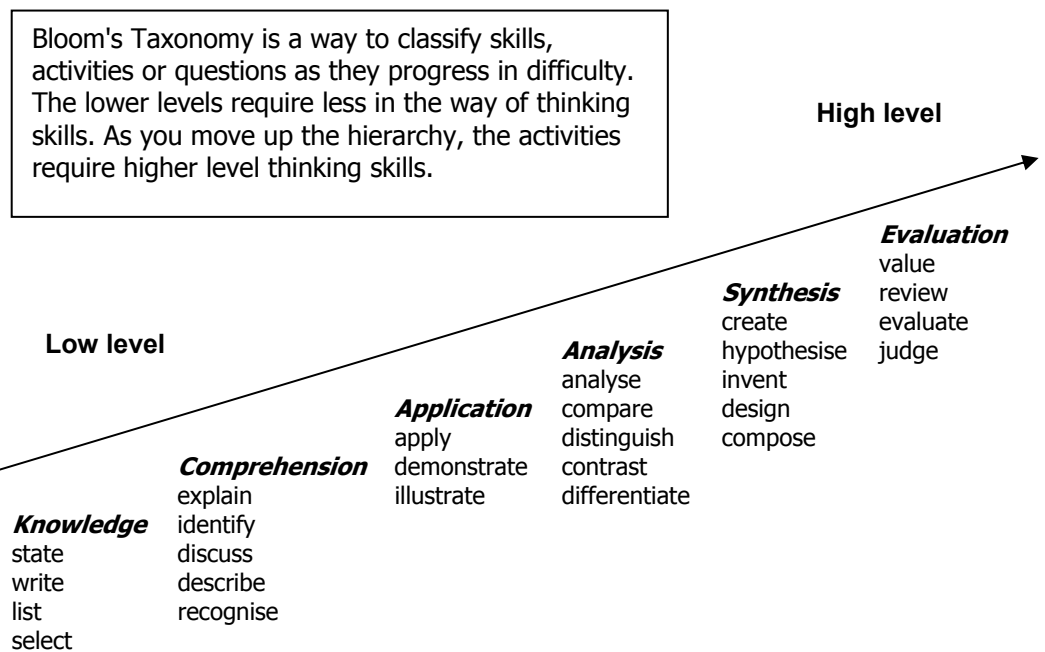 Bloom's Taxonomy is a way to classify skills,
activities or questions as they progress in difficulty.
The lower levels require less in the way of thinking
skills. As you move up the hierarchy, the activities
require higher level thinking skills.
High level
Low level
Knowledge
state
write
list
select
Comprehension
explain
identify
discuss
describe
recognise
Application
apply
demonstrate
illustrate
Analysis
analyse
compare
distinguish
contrast
differentiate
Synthesis
create
hypothesise
invent
design
compose
Evaluation
value
review
evaluate
judge